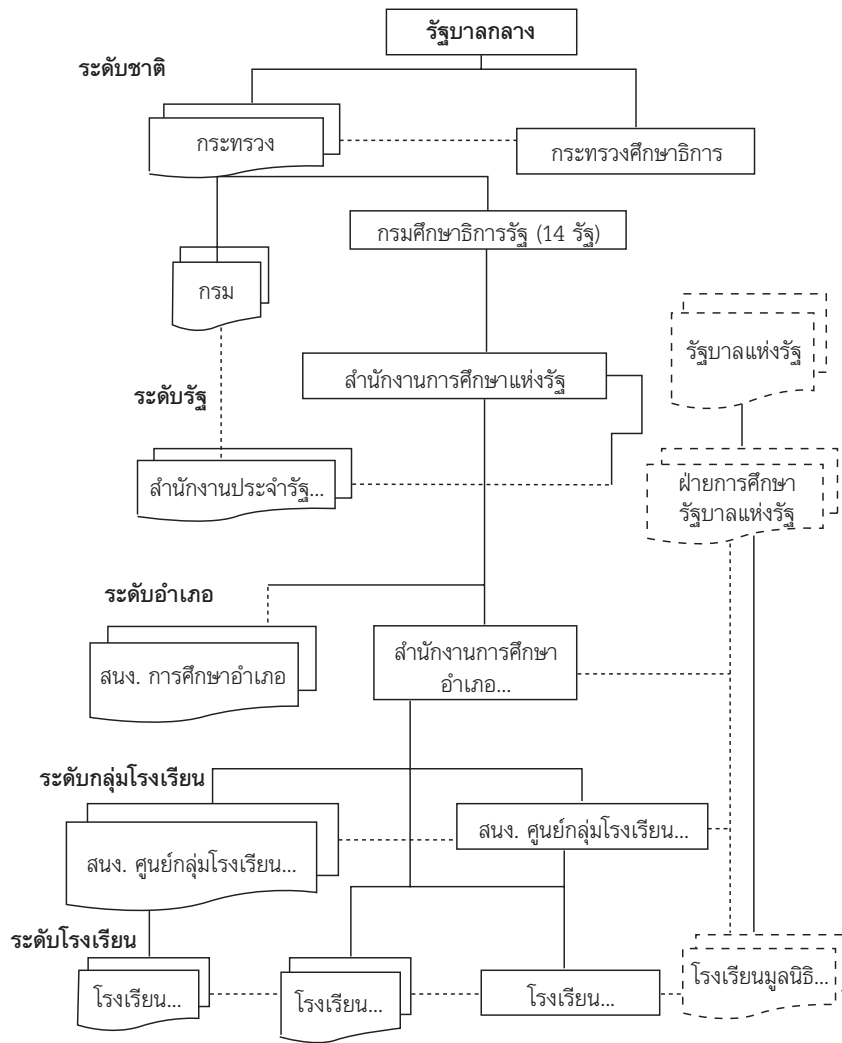 รัฐบาลกลาง
ระดับชาติ
กระทรวง
กระทรวงศึกษาธิการ
กรมศึกษาธิการรัฐ (14 รัฐ)
กรม
รัฐบาลแห่งรัฐ
สำนักงานการศึกษาแห่งรัฐ
ระดับรัฐ
สำนักงานประจำรัฐ...
ฝ่ายการศึกษา
รัฐบาลแห่งรัฐ
ระดับอำเภอ
สนง. การศึกษาอำเภอ
สำนักงานการศึกษา
อำเภอ...
ระดับกลุ่มโรงเรียน
สนง. ศูนย์กลุ่มโรงเรียน...
สนง. ศูนย์กลุ่มโรงเรียน...
ระดับโรงเรียน
โรงเรียน...
โรงเรียน...
โรงเรียน...
โรงเรียนมูลนิธิ...